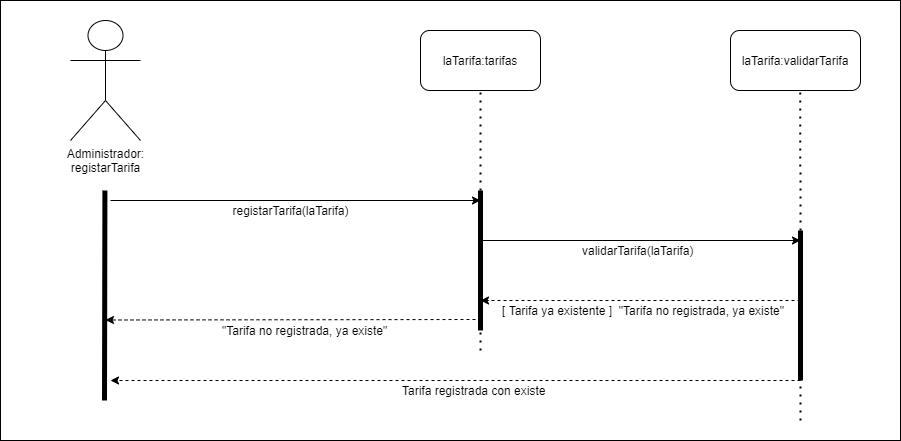 laTarifa:tarifas
laTarifa:validarTarifa
Administrador:
registarTarifa
registarTarifa(laTarifa)
validarTarifa(laTarifa)
[ Tarifa ya existente ]  "Tarifa no registrada, ya existe"
"Tarifa no registrada, ya existe"
Tarifa registrada con existe